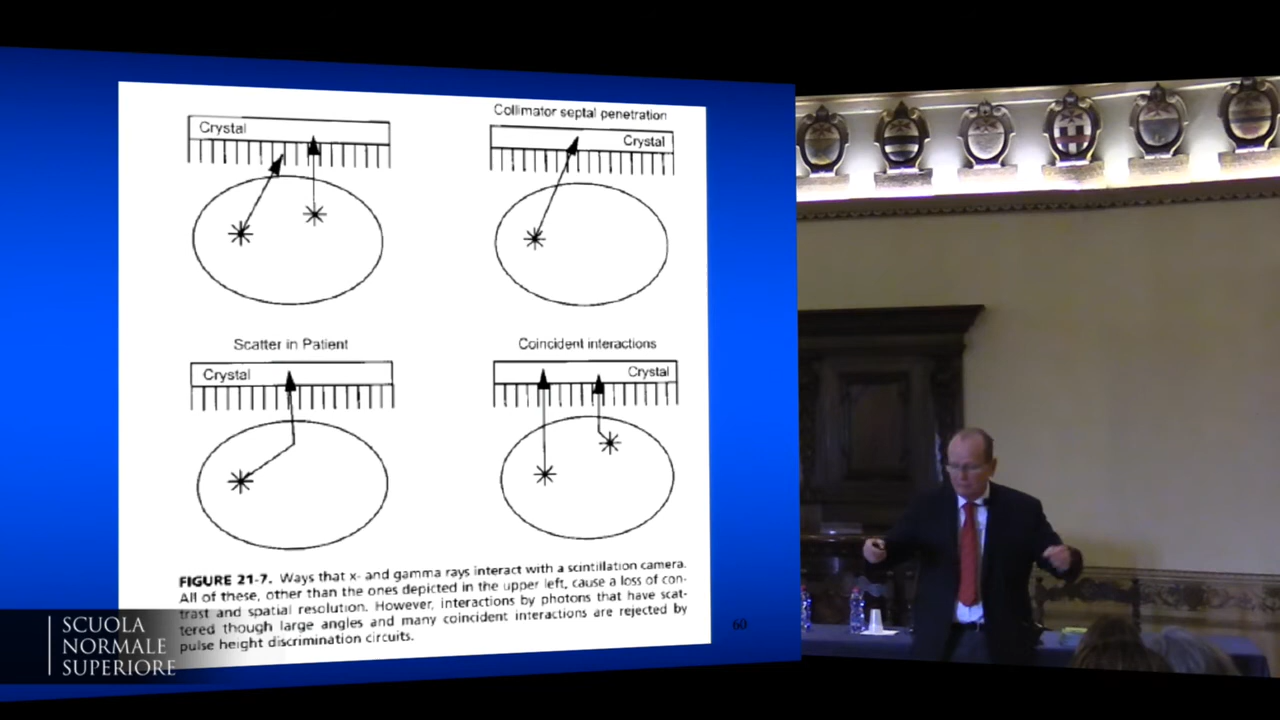 Collimator septal penetration
Crystal
Crystal
Scatter in Patient
Coincident interactions
Crystal
Crystal
FIGURE 21-7. Ways that x- and gamma rays interact with a scintillation camera.
All of these, other than the ones depicted in the upper left, cause a loss of con-
trast and spatial resolution. However, interactions by photons that have scat-
tered though large angles and many coincident interactions are rejected by
pulse height discrimination circuits.
60
SCUOLA
NORMALE
SUPERIORE